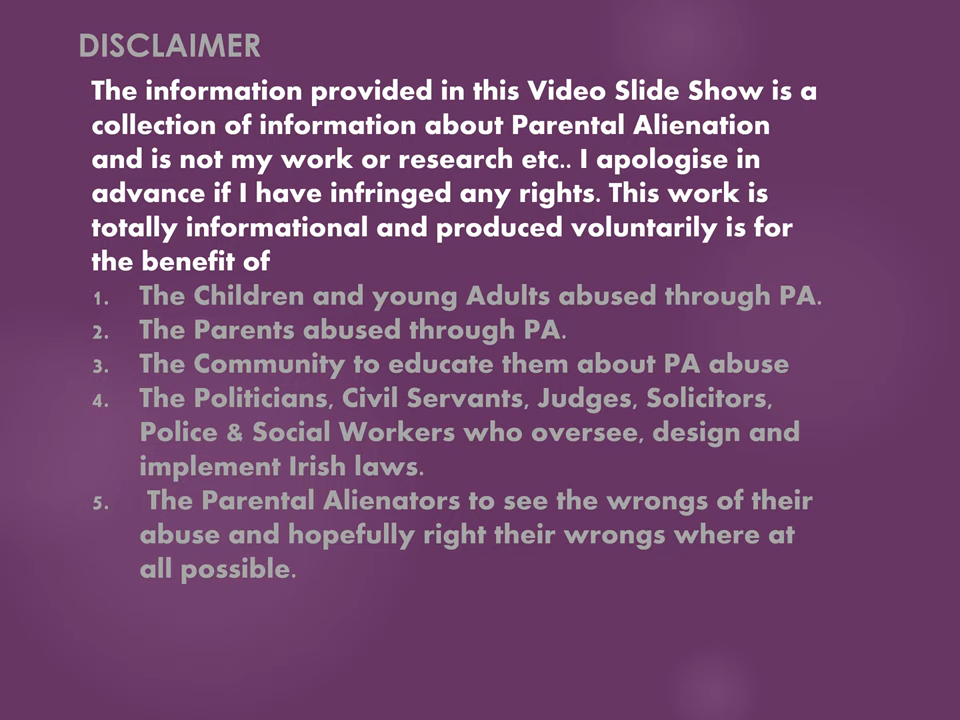 DISCLAIMER
The information provided in this Video Slide Show is a
collection of information about Parental Alienation
and is not my work or research etc.. I apologise in
advance if I have infringed any rights. This work is
totally informational and produced voluntarily is for
the benefit of
1. The Children and young Adults abused through PA.
2. The Parents abused through PA.
3. The Community to educate them about PA abuse
4. The Politicians, Civil Servants, Judges, Solicitors,
Police & Social Workers who oversee, design and
implement Irish laws.
5. The Parental Alienators to see the wrongs of their
abuse and hopefully right their wrongs where at
all possible.